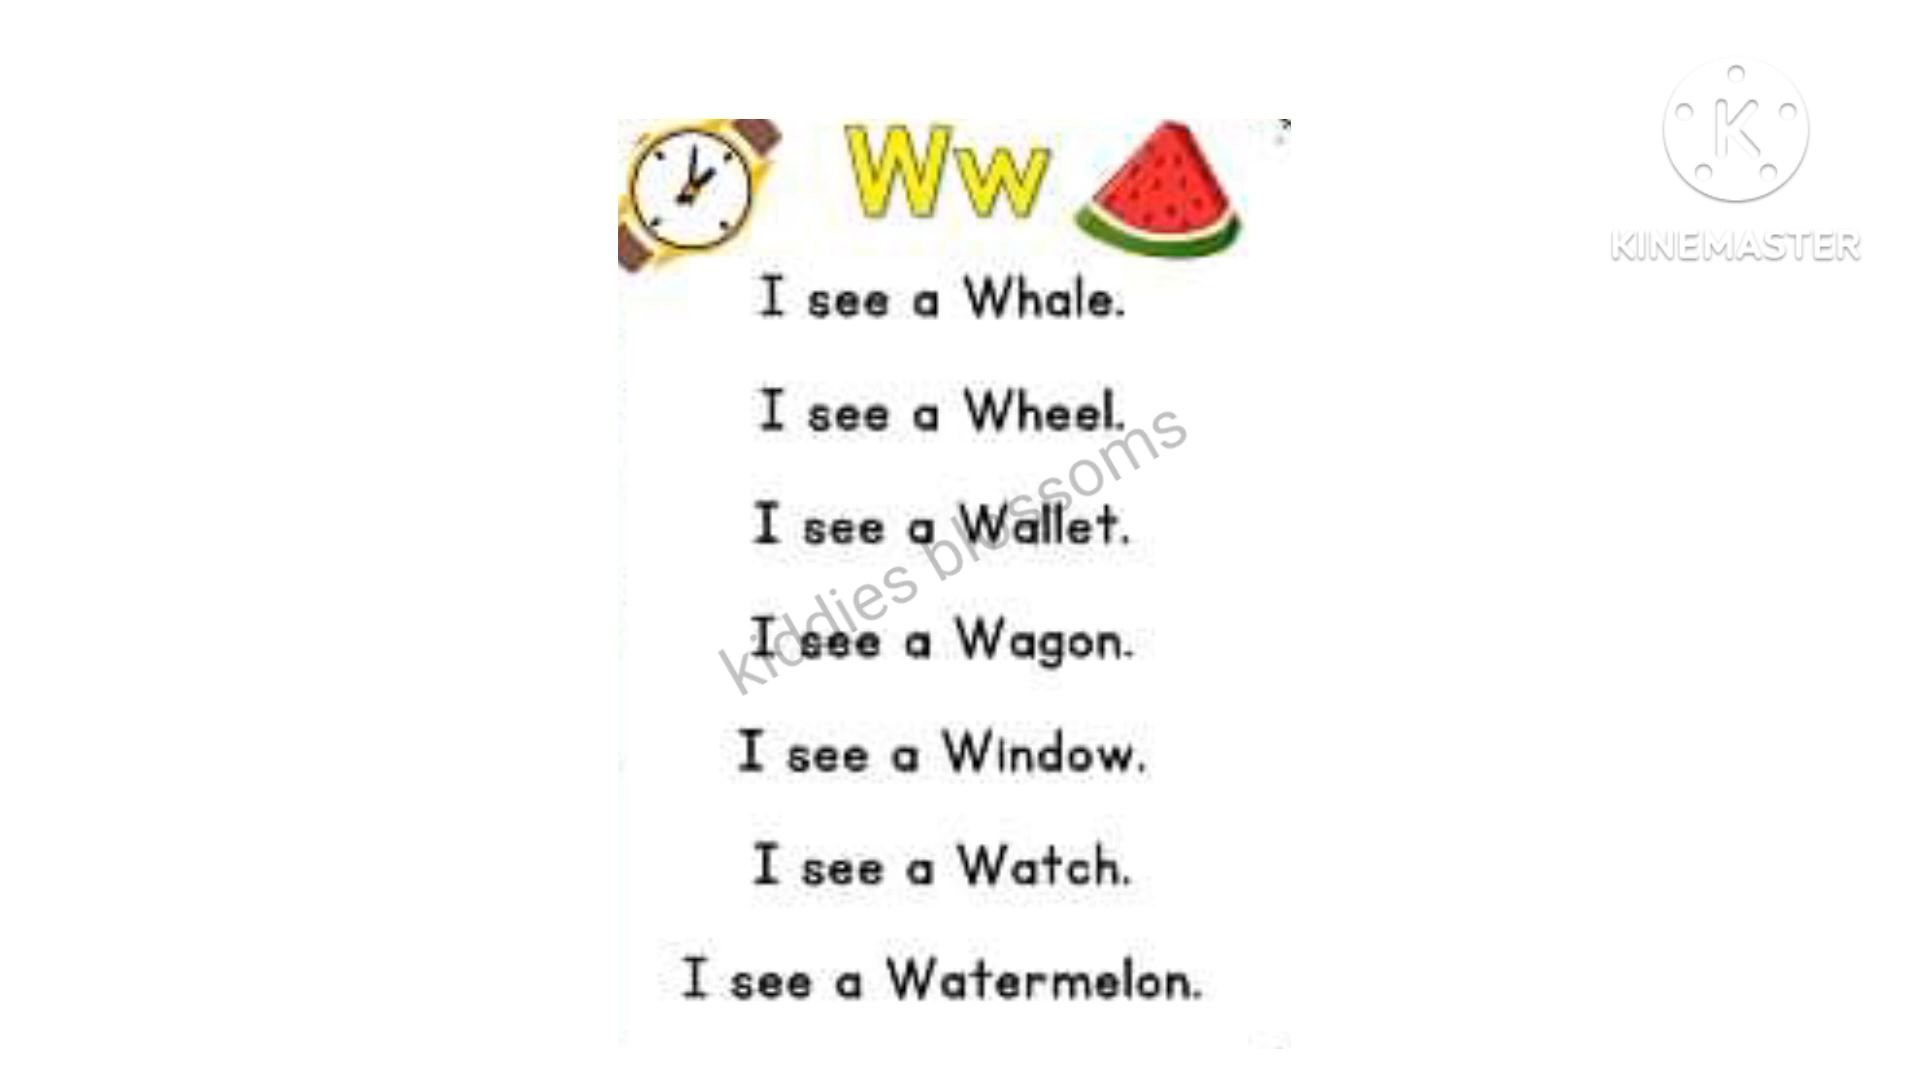 Ww
I see a Whale.
I see a Wheel.
I see a Wallet.
I see a Wagon.
I see a Window.
I see a Watch.
I see a Watermelon.
kiddies blossoms
K
KINEMASTER